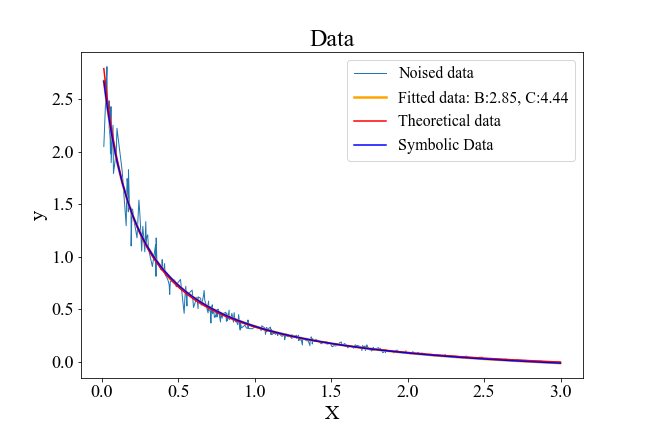 Data
Noised data
Fitted data: B:2.85, C:4.44
Theoretical data
Symbolic Data
y
2.5
2.0
1.5
1.0
0.5
0.0
0.0 0.5 1.0 1.5 2.0 2.5 3.0
X